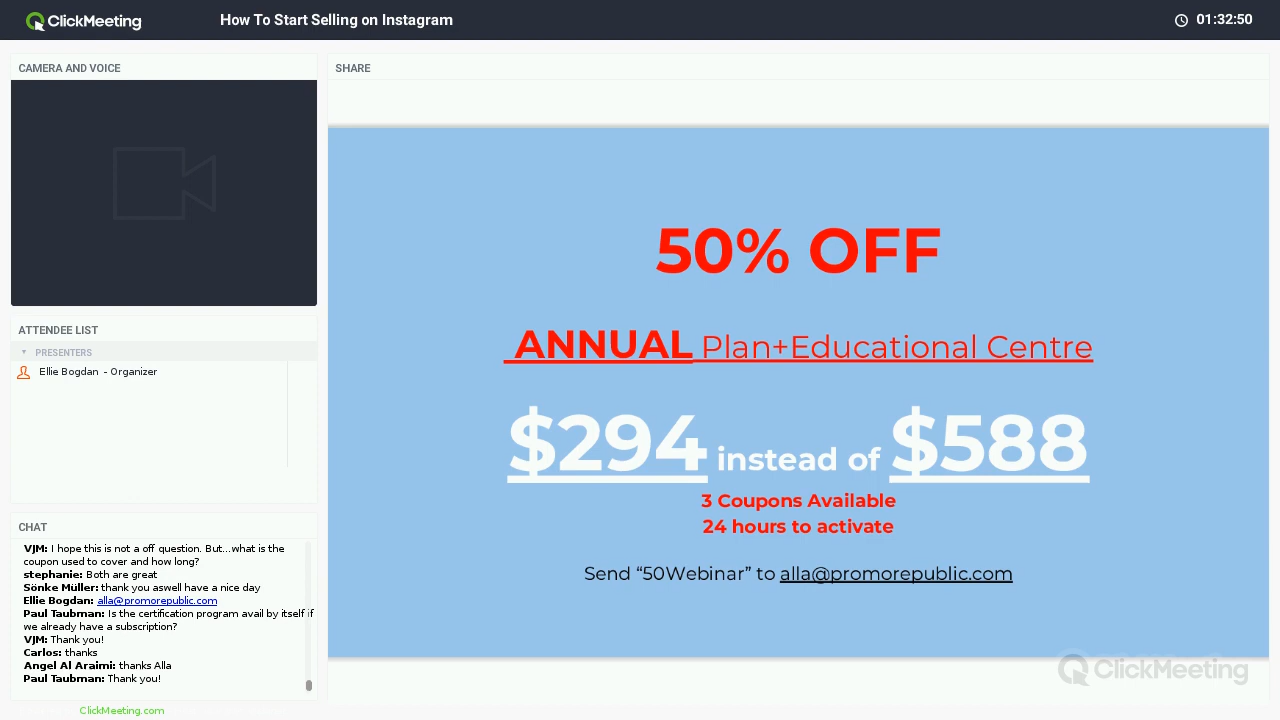 ClickMeeting
How To Start Selling on Instagram
01:32:50
CAMERA AND VOICE
ATTENDEE LIST
PRESENTERS
Ellie Bogdan - Organizer
CHAT
VJM: I hope this is not a off question. But...what is the
coupon used to cover and how long?
stephanie: Both are great
Sönke Müller: thank you aswell have a nice day
Ellie Bogdan: alla@promorepublic.com
Paul Taubman: Is the certification program avail by itself if
we already have a subscription?
VJM: Thank you!
Carlos: thanks
Angel Al Araimi: thanks Alla
Paul Taubman: Thank you!
ClickMeeting.com
SHARE
50% OFF
ANNUAL Plan+Educational Centre
$294 instead of $588
3 Coupons Available
24 hours to activate
Send “50Webinar” to alla@promorepublic.com
ClickMeeting